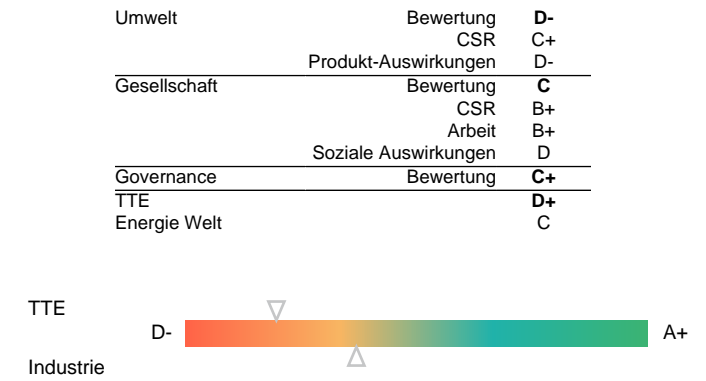 Umwelt Bewertung D-
CSR C+
Produkt-Auswirkungen D-
Gesellschaft Bewertung C
CSR B+
Arbeit B+
Soziale Auswirkungen D
Governance Bewertung C+
TTE D+
Energie Welt C
TTE
D- A+
Industrie